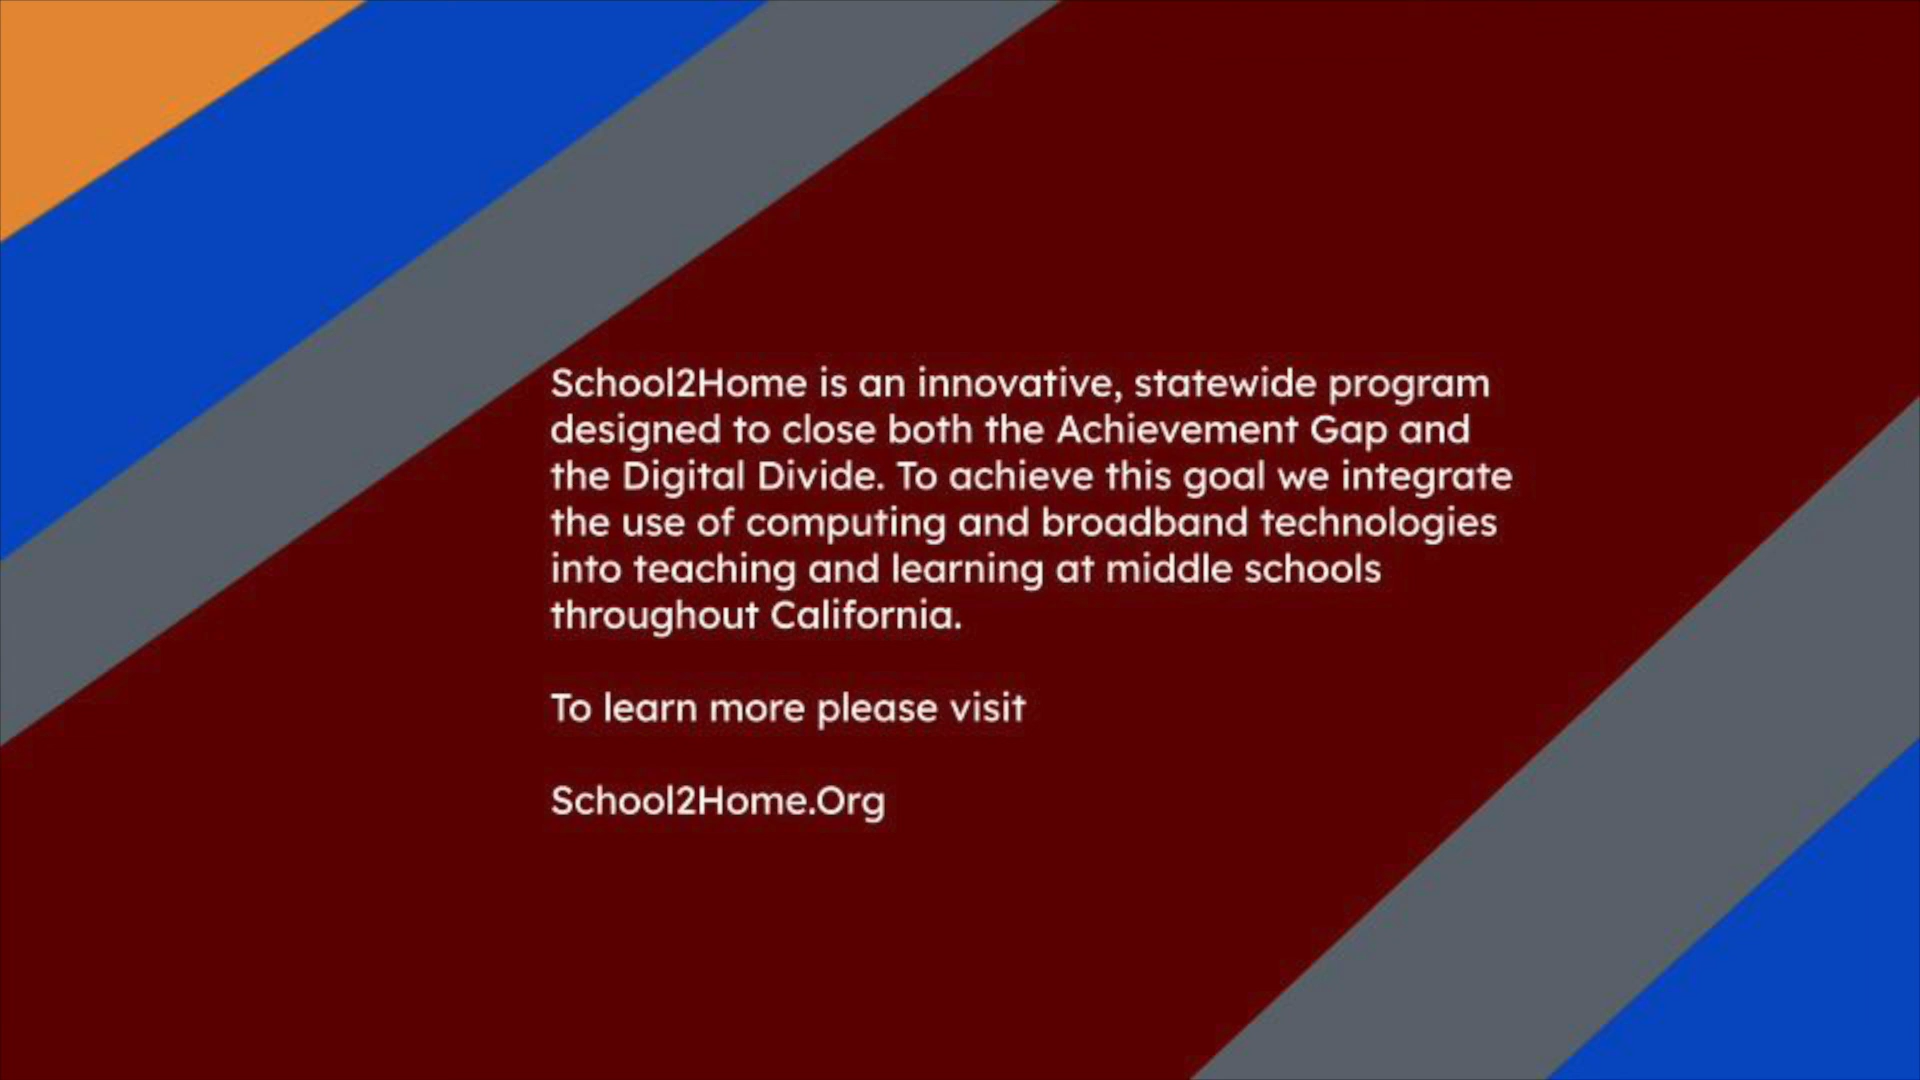 School2Home is an innovative, statewide program
designed to close both the Achievement Gap and
the Digital Divide. To achieve this goal we integrate
the use of computing and broadband technologies
into teaching and learning at middle schools
throughout California.
To learn more please visit
School2Home.Org